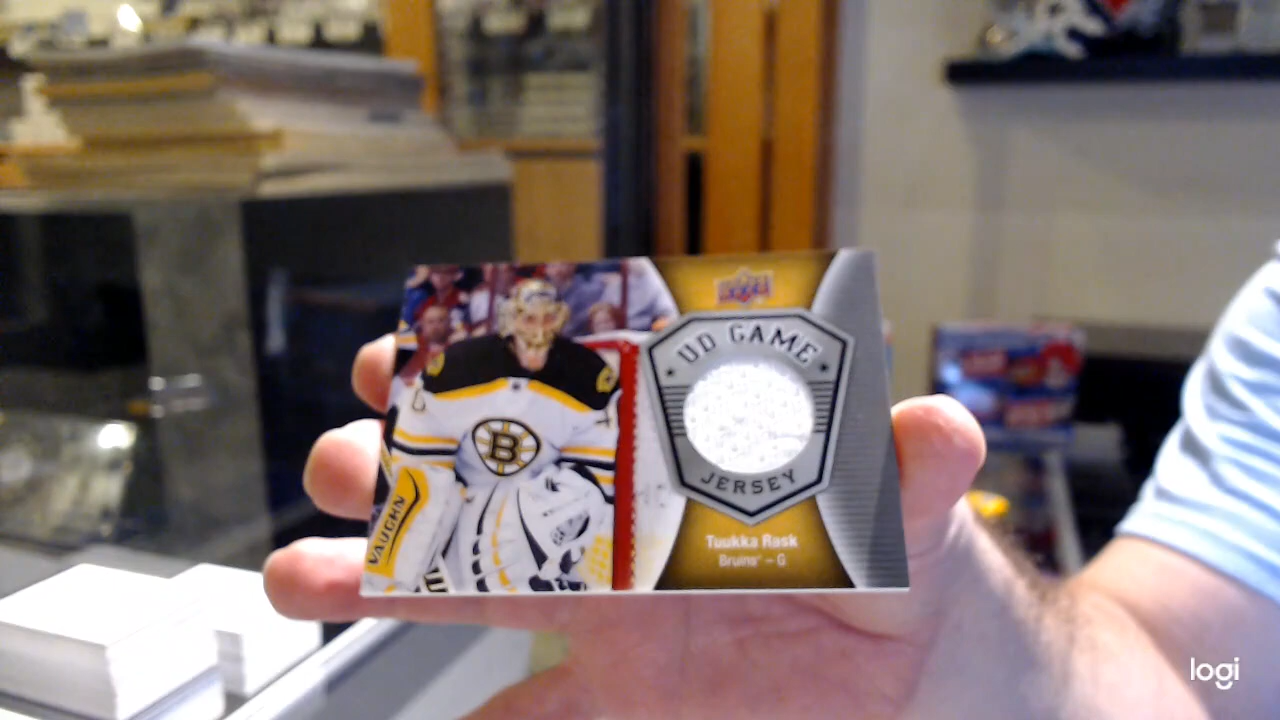 UD GAME
JERSEY
Tuukka Rask
Bruins - G
B
VAUGHN
logi